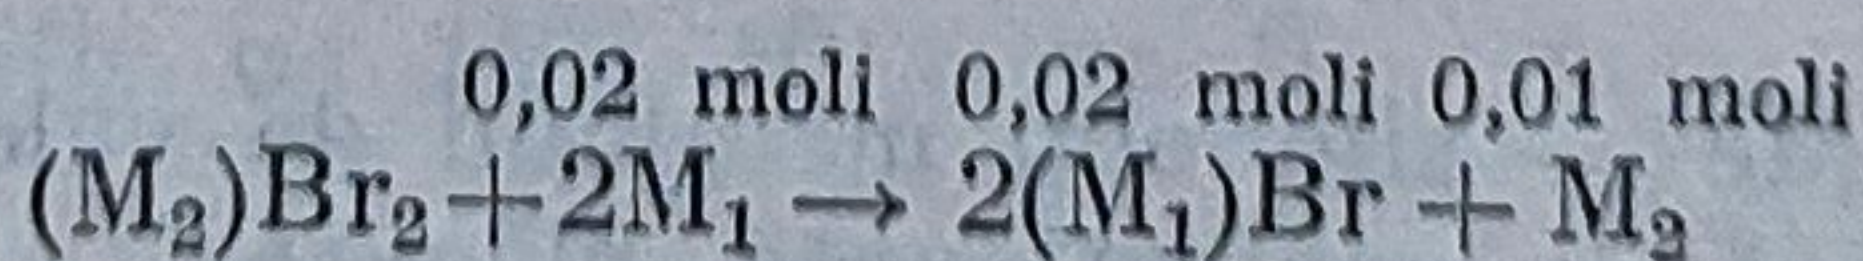 0,02 moli 0,02 moli 0,01 moli
(M₂)Br₂+2M₁ → 2(M₁)Br + M₂